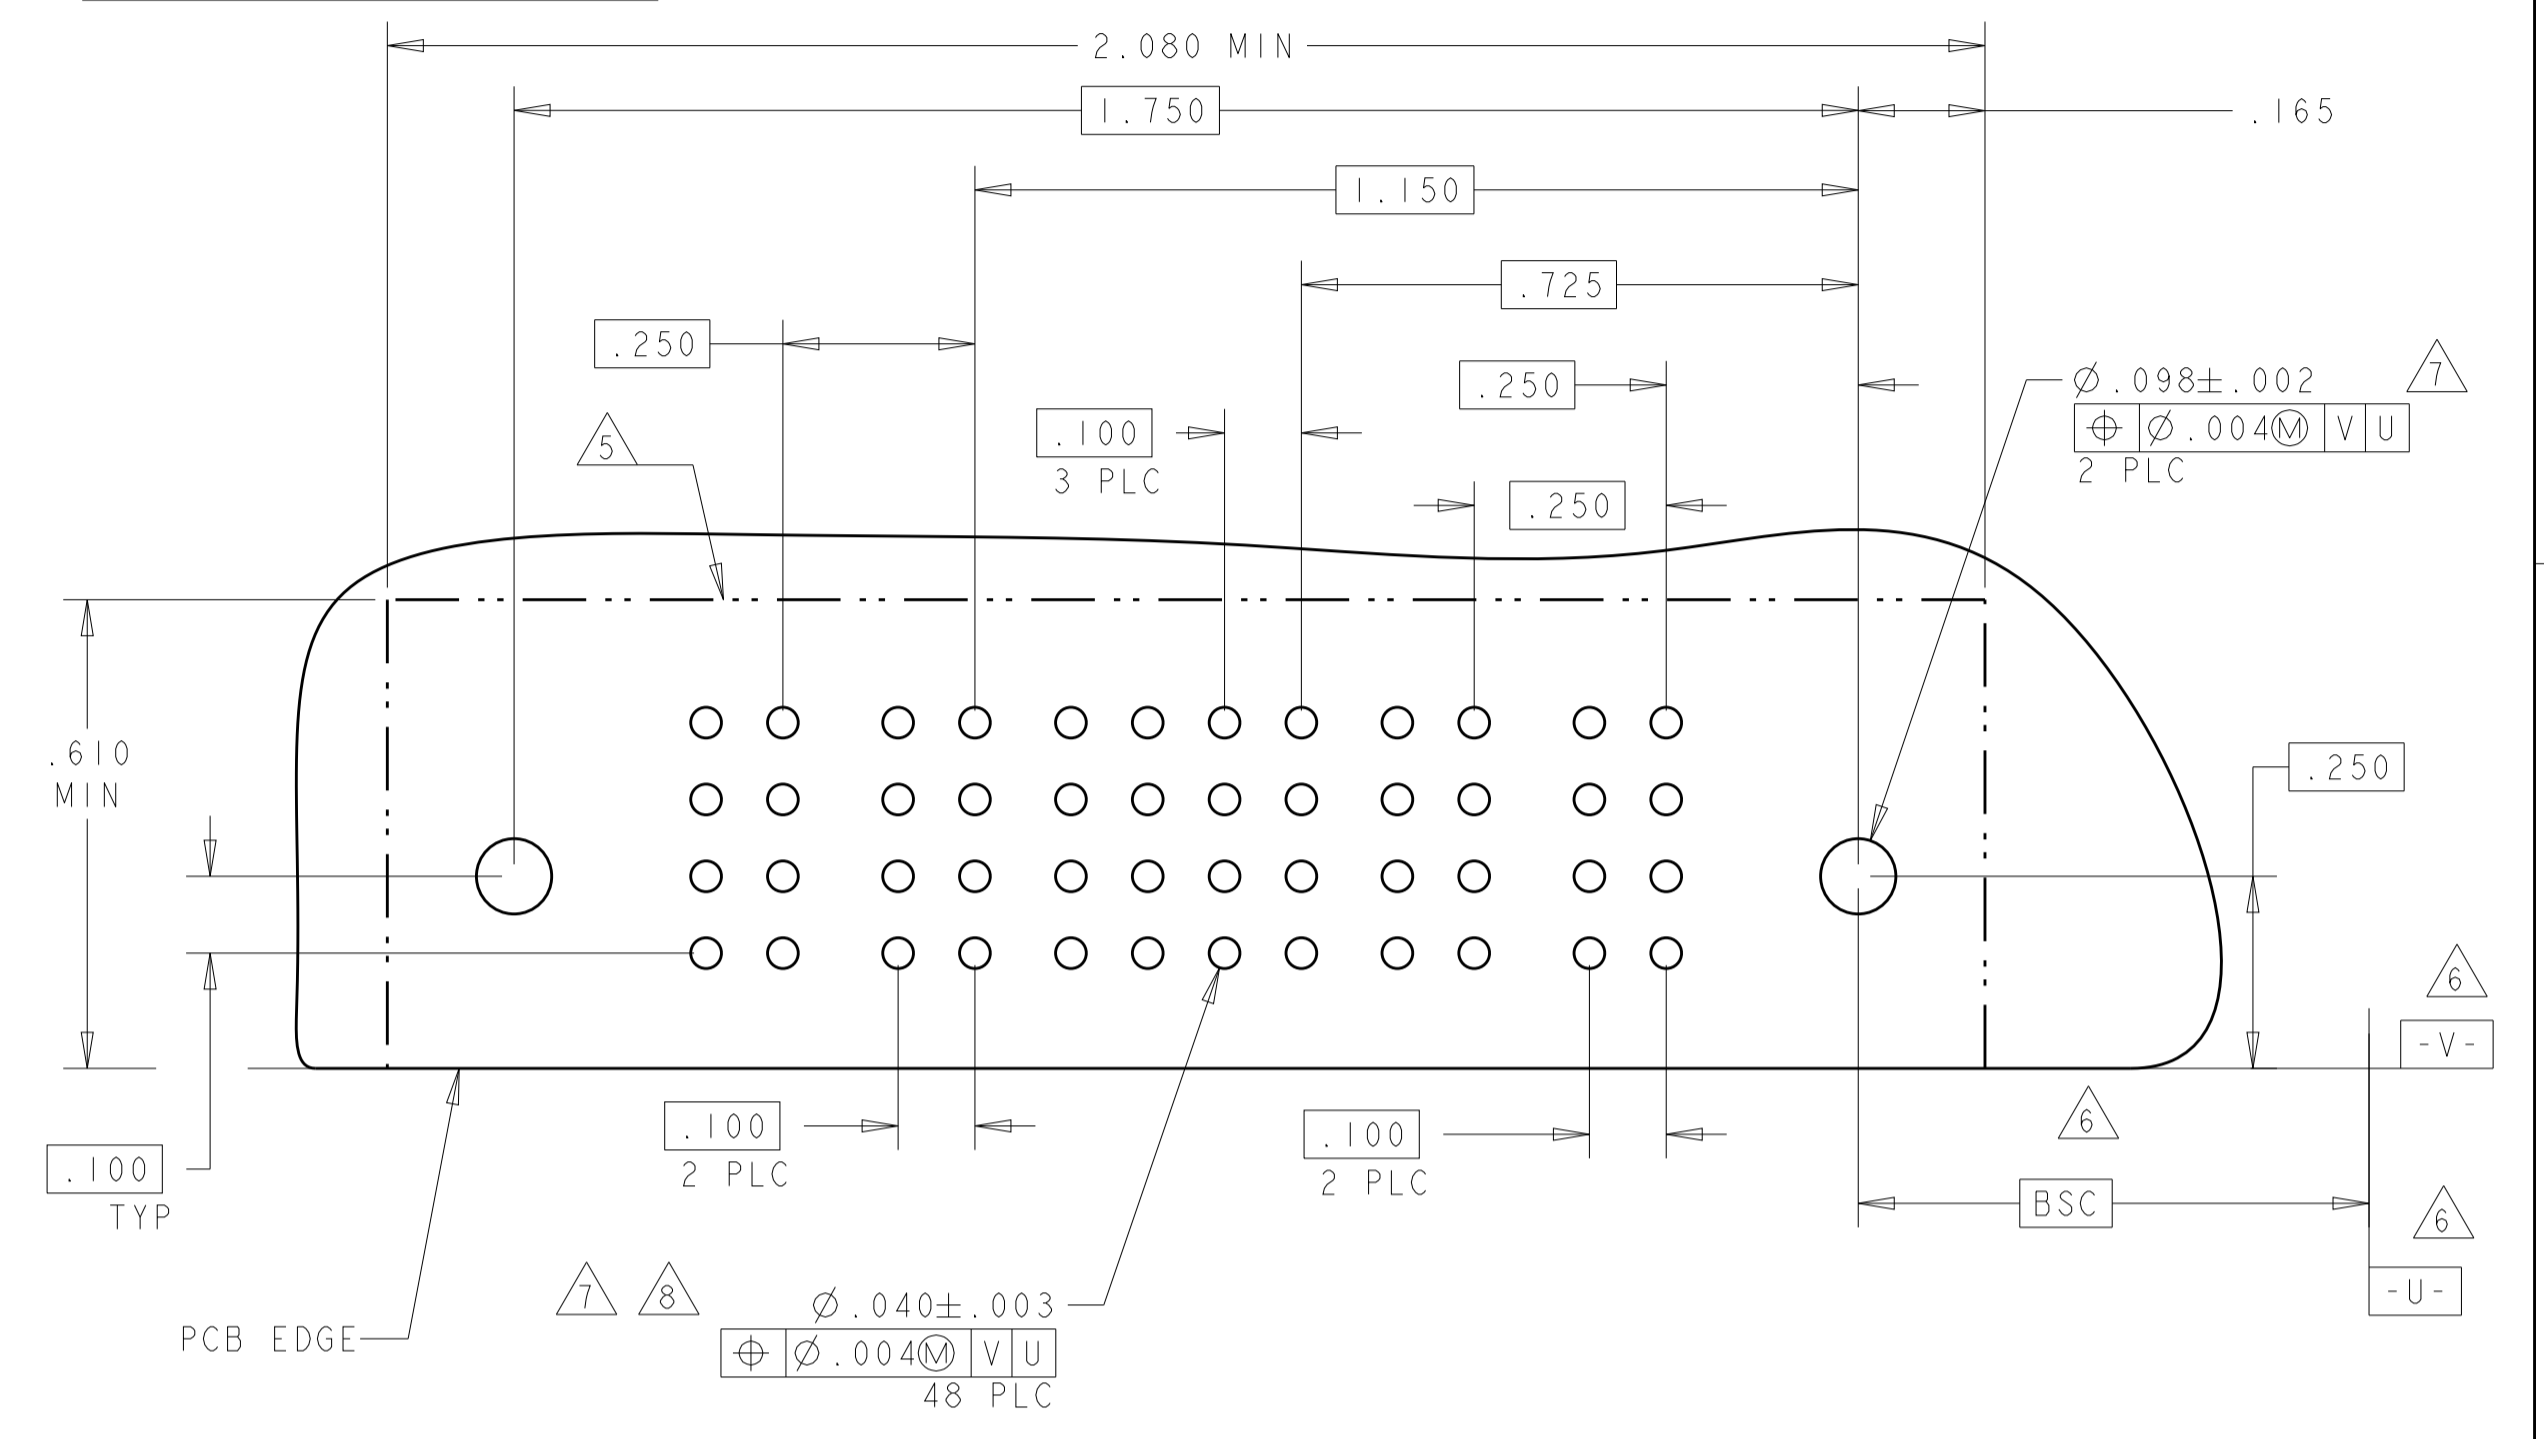 2.080 MIN
1.750
.165
1.150
.725
.250
.250
7
Ø.098±.002
⌖ Ø.004Ⓜ V U
2 PLC
.100
3 PLC
5
.250
.610
MIN
.250
6
-V-
.100
TYP
.100
2 PLC
.100
2 PLC
6
BSC
6
-U-
7 8
Ø.040±.003
⌖ Ø.004Ⓜ V U
48 PLC
PCB EDGE